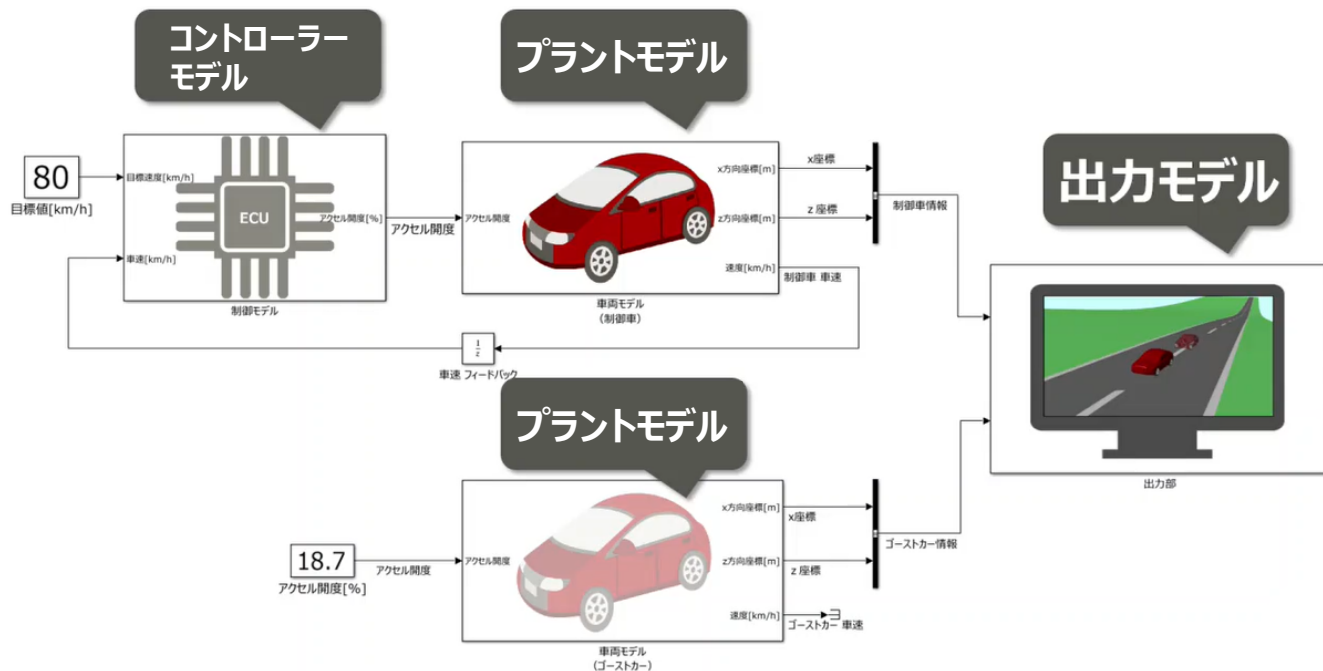 コントローラー
モデル
プラントモデル
出力モデル
80
目標値[km/h]
目標速度[km/h]
車速[km/h]
ECU
アクセル開度[%]
制御モデル
アクセル開度
アクセル開度
x方向座標[m]
z方向座標[m]
速度[km/h]
車両モデル
（制御車）
x座標
z 座標
制御車 車速
制御車情報
1
z
車速 フィードバック
プラントモデル
18.7
アクセル開度[%]
アクセル開度
アクセル開度
x方向座標[m]
z方向座標[m]
速度[km/h]
車両モデル
（ゴーストカー）
x座標
z 座標
ゴーストカー 車速
ゴーストカー情報
出力部